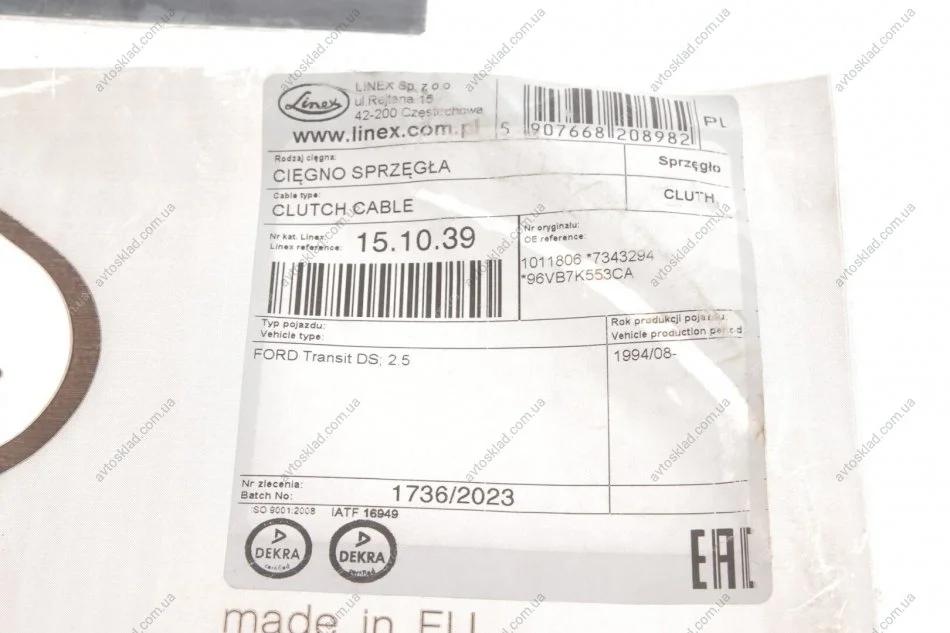 Linex
LINEX Sp. z o o
ul Rejtana 15
42-200 Częstochowa
www.linex.com.pl
5 907668 208982
PL
Rodzaj cięgna:
CIĘGNO SPRZĘGŁA
Sprzęgło
Cable type:
CLUTCH CABLE
CLUTH
Nr kat. Linex:
Linex reference:
15.10.39
Nr oryginału:
OE reference:
1011806 *7343294
*96VB7K553CA
Typ pojazdu:
Vehicle type:
Rok produkcji pojazdu:
Vehicle production period
FORD Transit DS; 2.5
1994/08-
Nr zlecenia:
Batch No:
1736/2023
ISO 9001:2008
IATF 16949
DEKRA
certified
DEKRA
certified
EAC
made in EU
avtosklad.com.ua